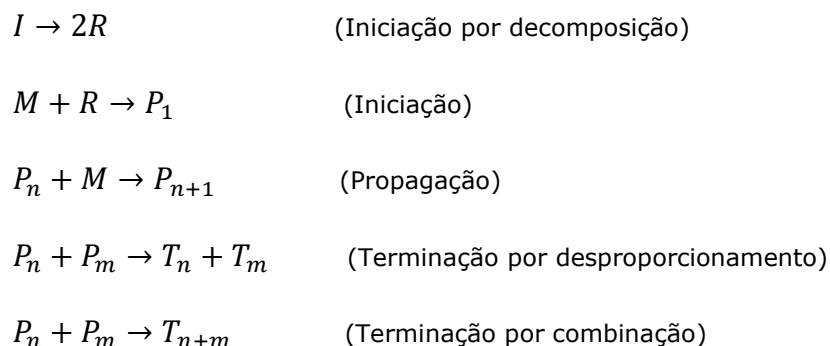 I → 2R (Iniciação por decomposição)
M + R → P₁ (Iniciação)
Pₙ + M → Pₙ₊₁ (Propagação)
Pₙ + Pₘ → Tₙ + Tₘ (Terminação por desproporcionamento)
Pₙ + Pₘ → Tₙ₊ₘ (Terminação por combinação)